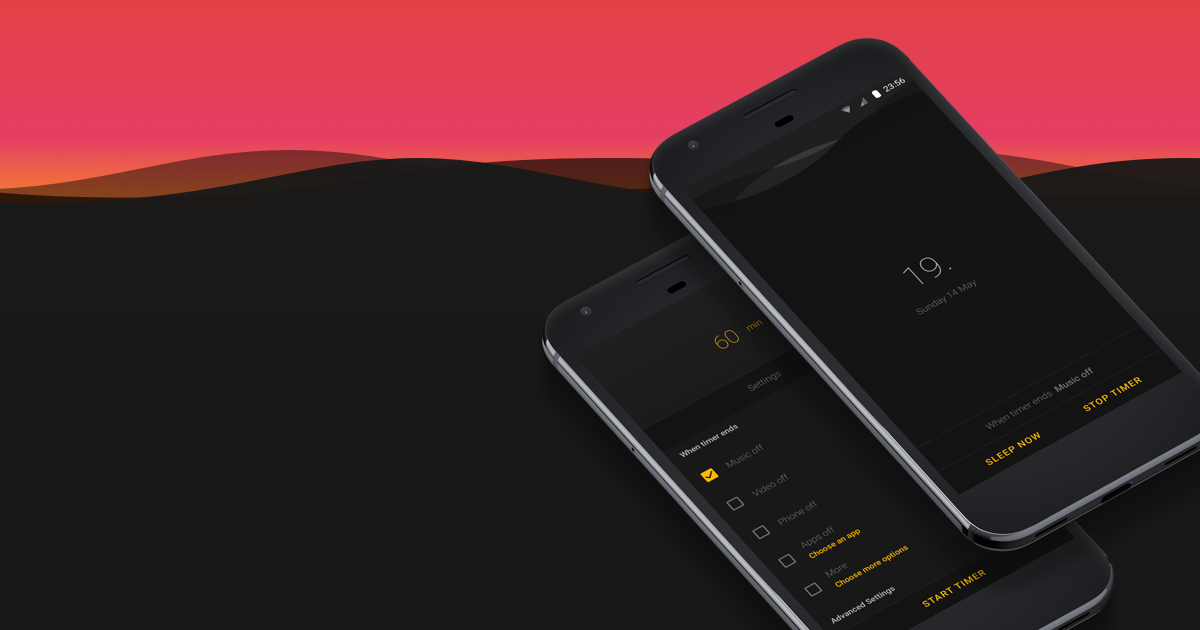 23:56
19.
Sunday 14 May
When timer ends Music off
SLEEP NOW
STOP TIMER
60 min
Settings
When timer ends
Music off
Video off
Phone off
Apps off
Choose an app
More
Choose more options
Advanced Settings
START TIMER